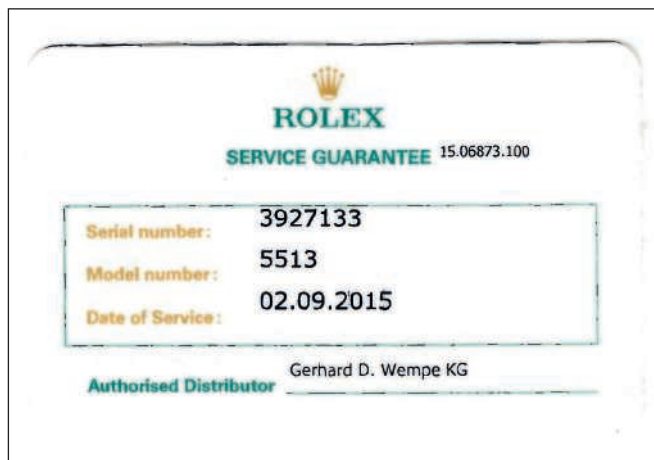 ROLEX
SERVICE GUARANTEE 15.06873.100
Serial number: 3927133
Model number: 5513
Date of Service: 02.09.2015
Authorised Distributor Gerhard D. Wempe KG